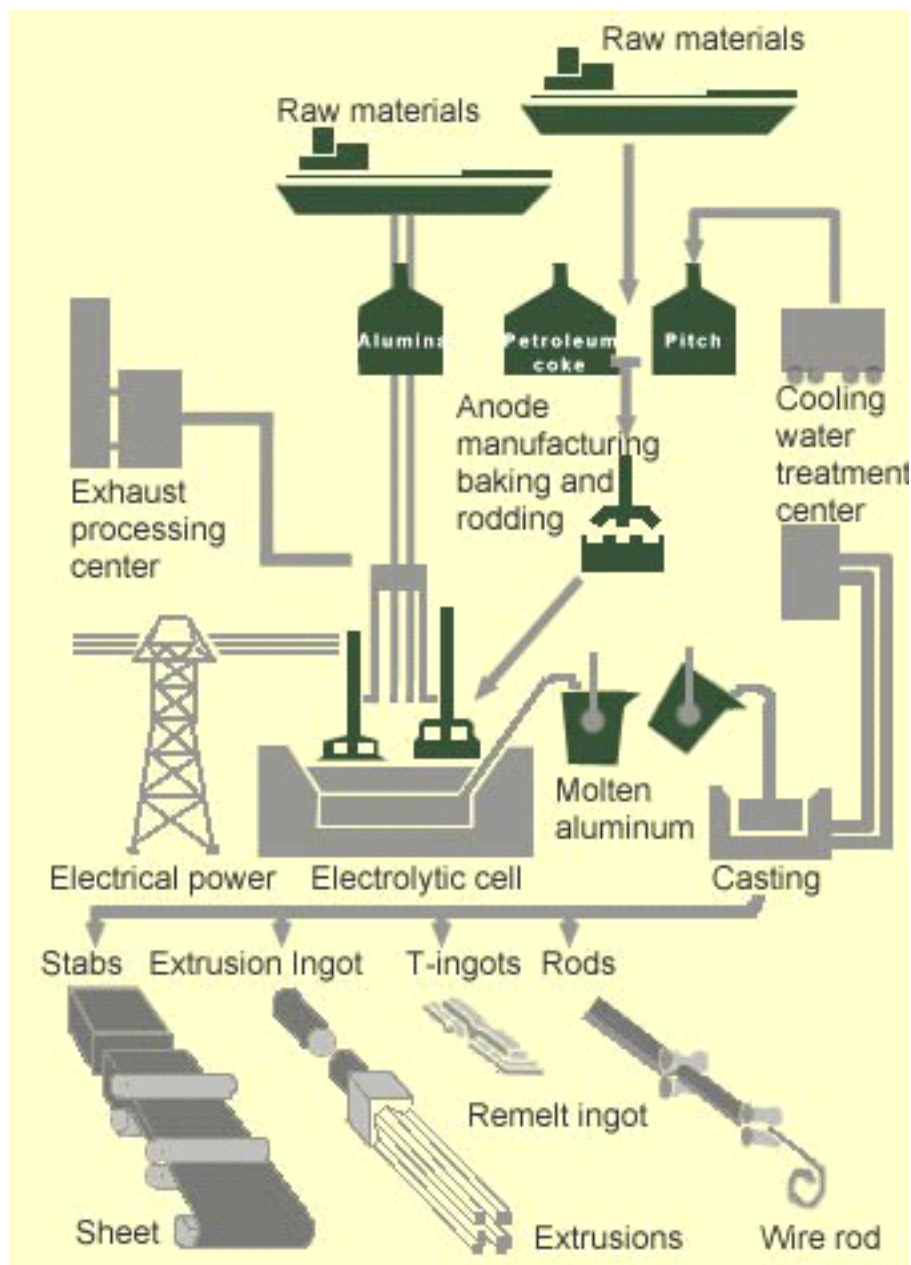 Raw materials
Raw materials
Alumina
Petroleum
coke
Pitch
Anode
manufacturing
baking and
rodding
Cooling
water
treatment
center
Exhaust
processing
center
Molten
aluminum
Electrical power
Electrolytic cell
Casting
Stabs
Extrusion Ingot
T-ingots
Rods
Remelt ingot
Sheet
Extrusions
Wire rod